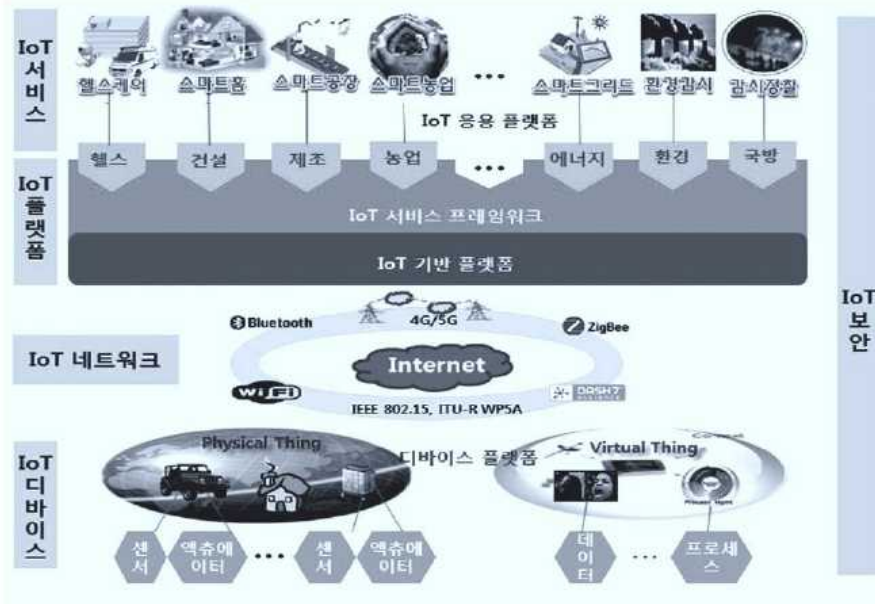 IoT 서비스
헬스케어 스마트홈 스마트공장 스마트농업 ••• 스마트그리드 환경감시 감시정찰
IoT 응용 플랫폼
헬스 건설 제조 농업 ••• 에너지 환경 국방
IoT 플랫폼
IoT 서비스 프레임워크
IoT 기반 플랫폼
IoT 보안
Bluetooth 4G/5G ZigBee
IoT 네트워크
Internet
WiFi DASH7
IEEE 802.15, ITU-R WP5A
IoT 디바이스
Physical Thing 디바이스 플랫폼 Virtual Thing
센서 액츄에이터 ••• 센서 액츄에이터 데이터 ••• 프로세스